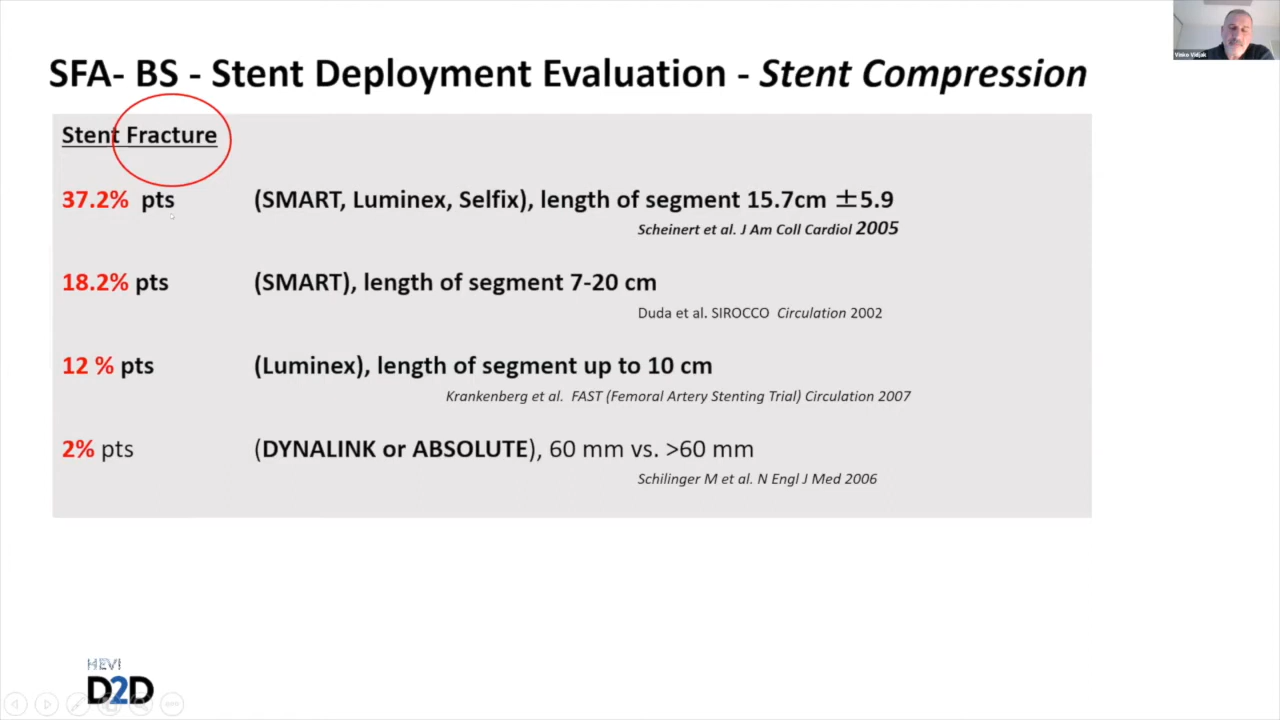 Vinko Vidjak
SFA- BS - Stent Deployment Evaluation - Stent Compression
Stent Fracture
37.2% pts (SMART, Luminex, Selfix), length of segment 15.7cm ±5.9
Scheinert et al. J Am Coll Cardiol 2005
18.2% pts (SMART), length of segment 7-20 cm
Duda et al. SIROCCO Circulation 2002
12 % pts (Luminex), length of segment up to 10 cm
Krankenberg et al. FAST (Femoral Artery Stenting Trial) Circulation 2007
2% pts (DYNALINK or ABSOLUTE), 60 mm vs. >60 mm
Schilinger M et al. N Engl J Med 2006
HEVI
D2D